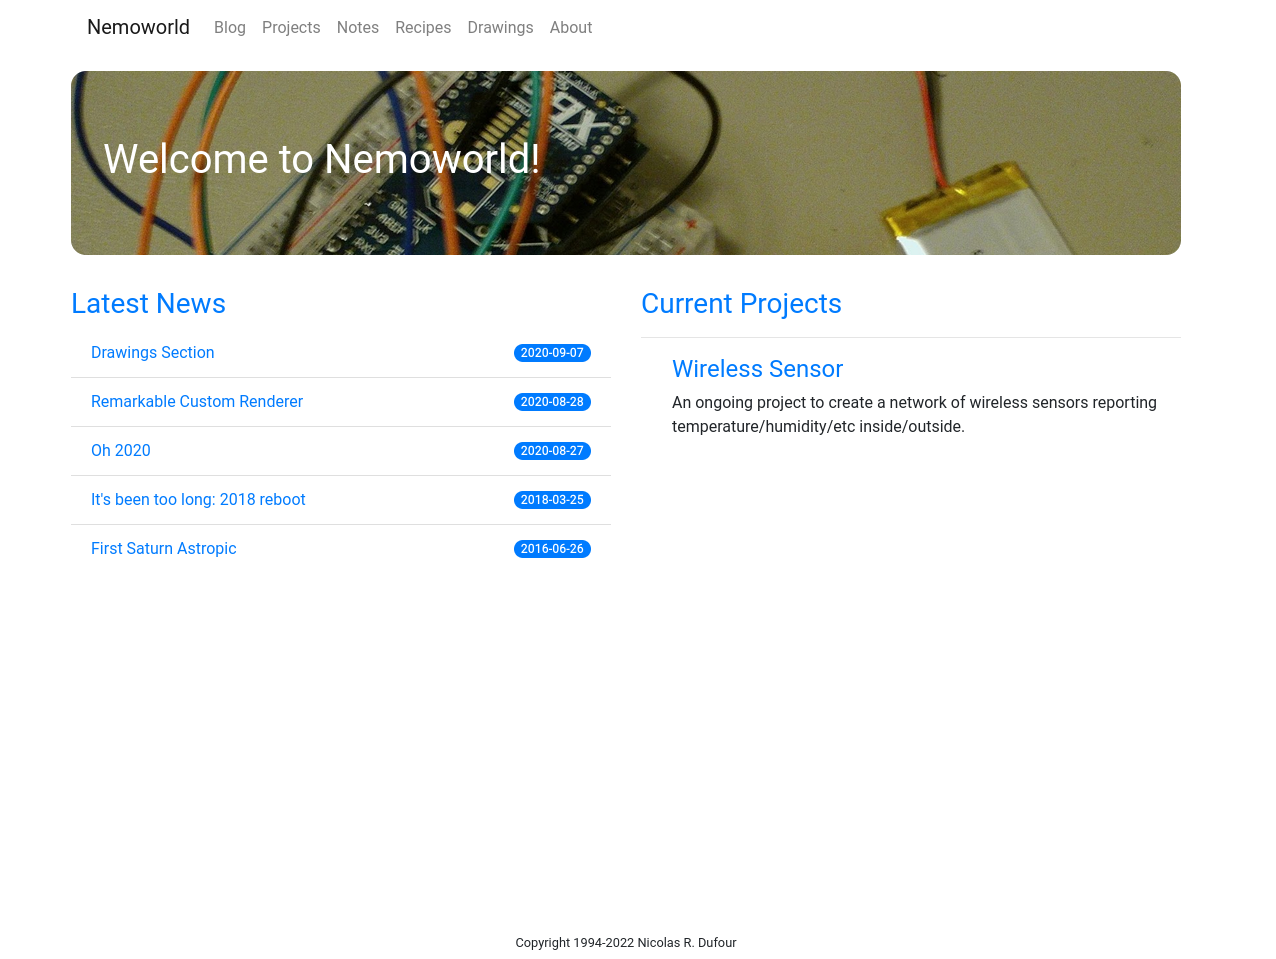 Nemoworld Blog Projects Notes Recipes Drawings About
Welcome to Nemoworld!
Latest News
Drawings Section 2020-09-07
Remarkable Custom Renderer 2020-08-28
Oh 2020 2020-08-27
It's been too long: 2018 reboot 2018-03-25
First Saturn Astropic 2016-06-26
Current Projects
Wireless Sensor
An ongoing project to create a network of wireless sensors reporting
temperature/humidity/etc inside/outside.
Copyright 1994-2022 Nicolas R. Dufour